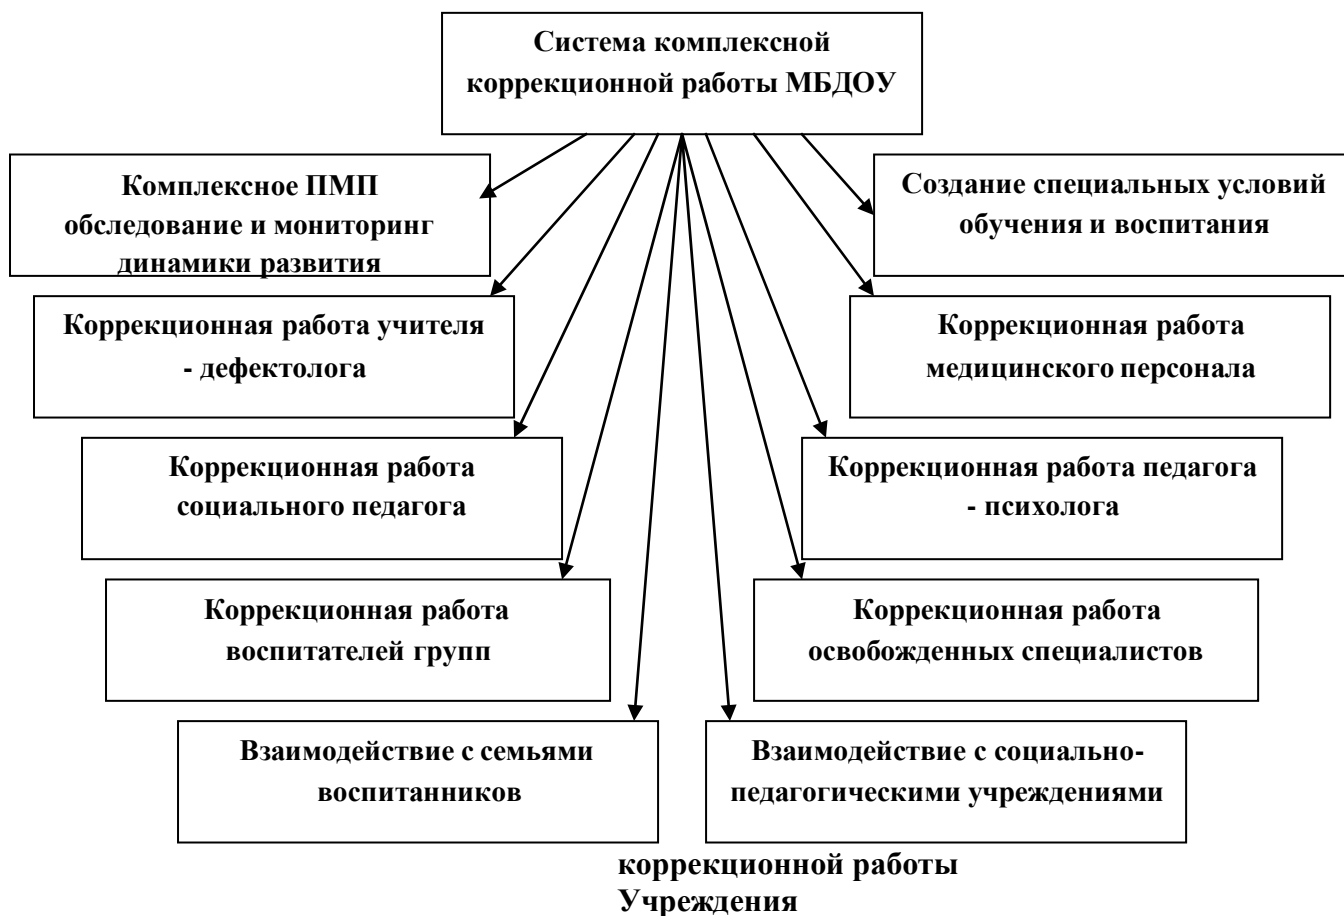 Система комплексной
коррекционной работы МБДОУ
Комплексное ПМП
обследование и мониторинг
динамики развития
Создание специальных условий
обучения и воспитания
Коррекционная работа учителя
- дефектолога
Коррекционная работа
медицинского персонала
Коррекционная работа
социального педагога
Коррекционная работа педагога
- психолога
Коррекционная работа
воспитателей групп
Коррекционная работа
освобожденных специалистов
Взаимодействие с семьями
воспитанников
Взаимодействие с социально-
педагогическими учреждениями
коррекционной работы
Учреждения